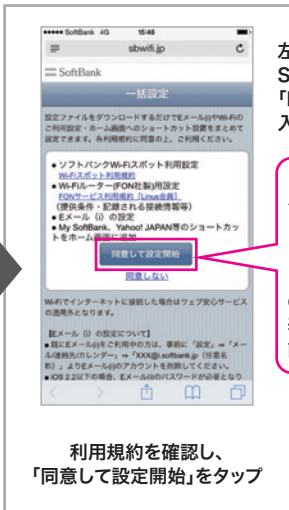 SoftBank 4G 15:46
sbwifi.jp
SoftBank
一括設定
設定ファイルをダウンロードするだけでEメール(i)やWi-Fiの
ご利用設定・ホーム画面へのショートカット設置をまとめて
設定できます。各利用規約に同意の上、ご利用ください。
• ソフトバンクWi-Fiスポット利用設定
Wi-Fiスポット利用規約
• Wi-Fiルーター(FON社製)用設定
FONサービス利用規約「Linus会員」
(提供条件・記録される接続情報等)
• Eメール（i）の設定
• My SoftBank、Yahoo! JAPAN等のショートカッ
トをホーム画面に追加
同意して設定開始
同意しない
Wi-Fiでインターネットに接続した場合はウェブ安心サービス
の適用外となります。
【Eメール（i）の設定について】
■ 既にEメール(i)をご利用中の方は、事前に「設定」⇒「メー
ル/連絡先/カレンダー」⇒「XXX@i.softbank.jp（任意名
称）」よりEメール(i)のアカウントを削除してください。
■ iOS 2.2以下の場合、Eメール(i)のパスワードが必要となり
利用規約を確認し、
「同意して設定開始」をタップ
左
S
「
入